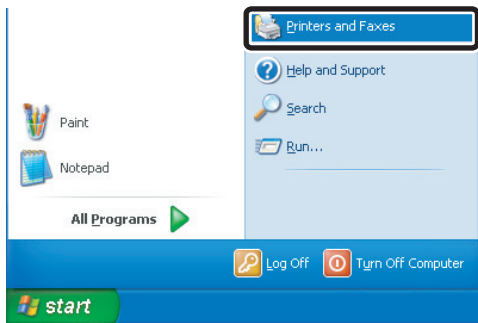 Printers and Faxes
Help and Support
Search
Run...
Paint
Notepad
All Programs
Log Off
Turn Off Computer
start